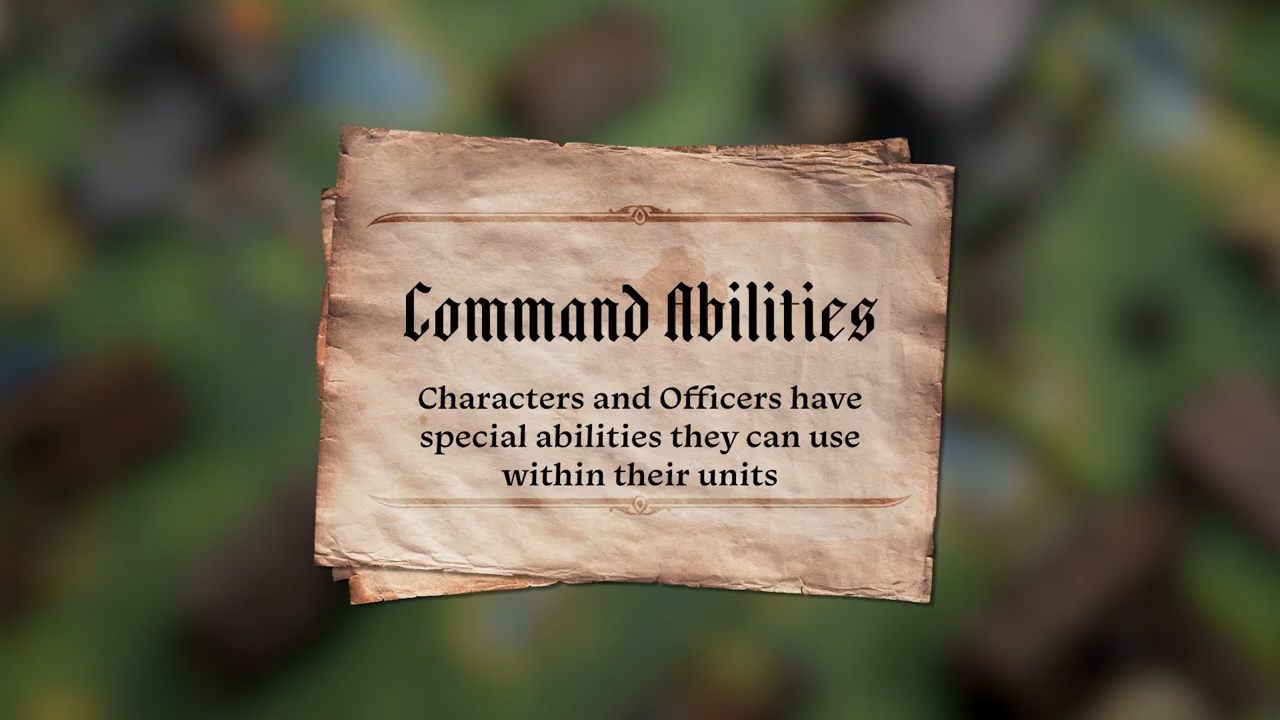 Command Abilities
Characters and Officers have
special abilities they can use
within their units